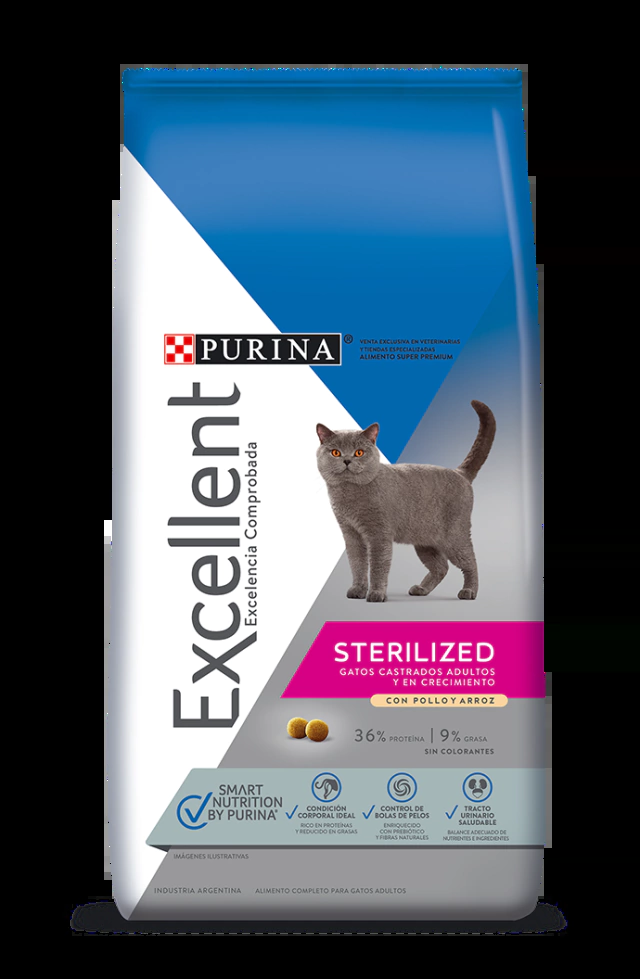 PURINA®
VENTA EXCLUSIVA EN VETERINARIAS
Y TIENDAS ESPECIALIZADAS
ALIMENTO SUPER PREMIUM
Excellent
Excelencia Comprobada
STERILIZED
GATOS CASTRADOS ADULTOS
Y EN CRECIMIENTO
CON POLLO Y ARROZ
36% PROTEÍNA | 9% GRASA
SIN COLORANTES
SMART
NUTRITION
BY PURINA®
CONDICIÓN
CORPORAL IDEAL
RICO EN PROTEÍNAS
Y REDUCIDO EN GRASAS
CONTROL DE
BOLAS DE PELOS
ENRIQUECIDO
CON PREBIÓTICO
Y FIBRAS NATURALES
TRACTO
URINARIO
SALUDABLE
BALANCE ADECUADO DE
NUTRIENTES E INGREDIENTES
IMÁGENES ILUSTRATIVAS
INDUSTRIA ARGENTINA
ALIMENTO COMPLETO PARA GATOS ADULTOS